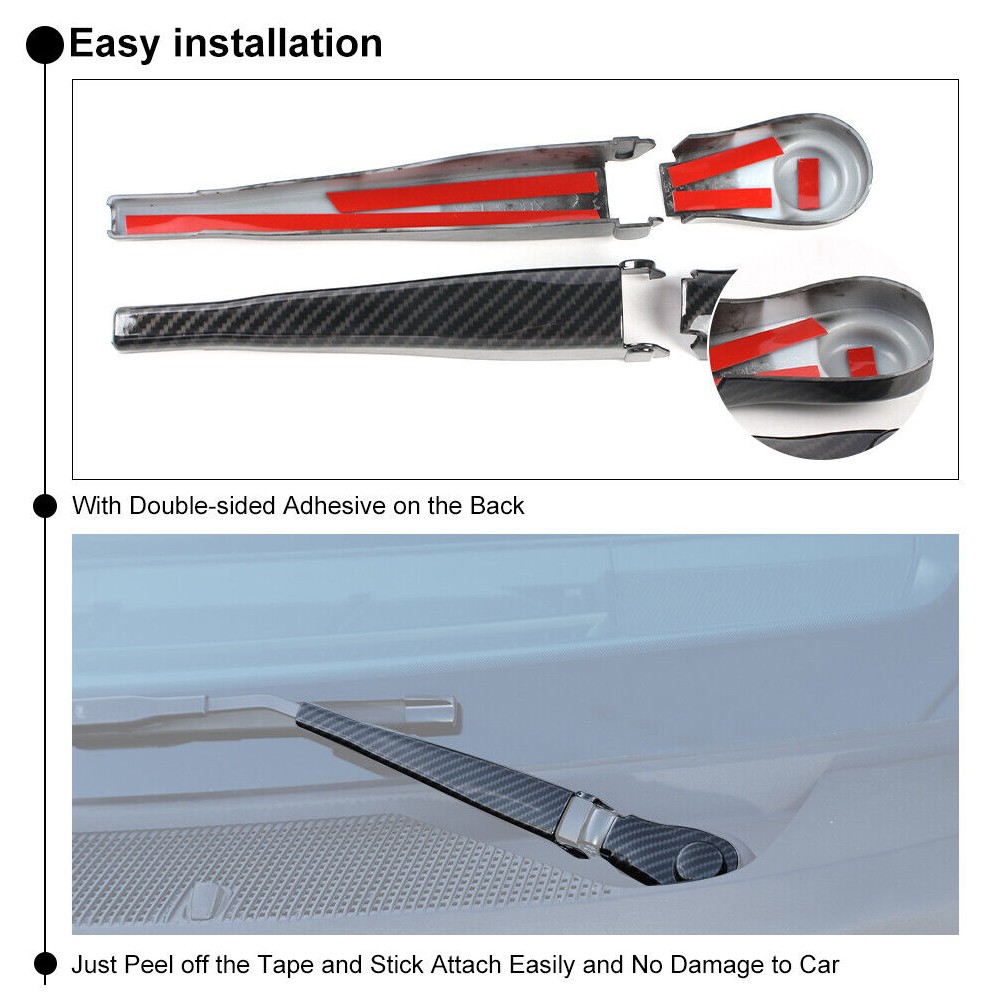 Easy installation
With Double-sided Adhesive on the Back
Just Peel off the Tape and Stick Attach Easily and No Damage to Car